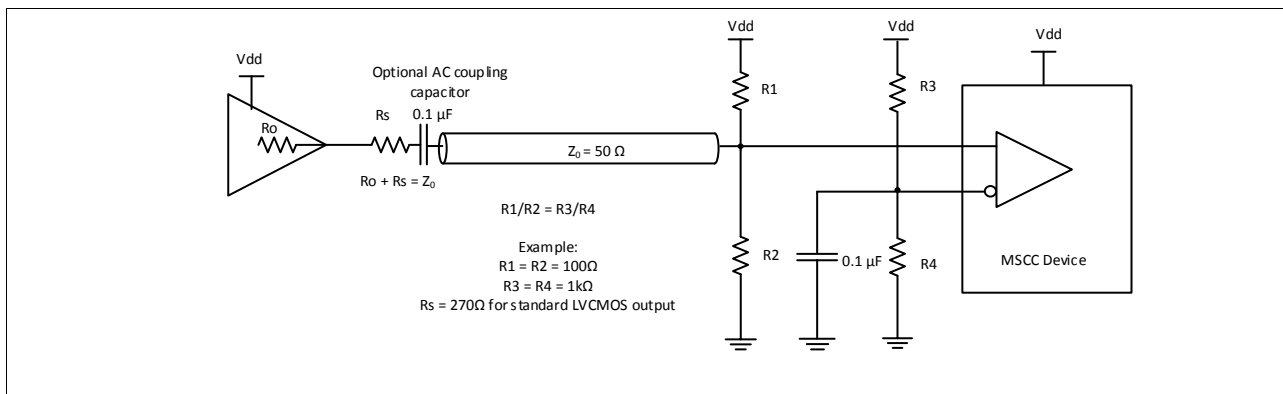 Vdd
Vdd
Vdd
Vdd
Optional AC coupling
capacitor
0.1 µF
Rs
Ro
R1
R3
Z₀ = 50 Ω
Ro + Rs = Z₀
R1/R2 = R3/R4
Example:
R1 = R2 = 100Ω
R3 = R4 = 1kΩ
Rs = 270Ω for standard LVCMOS output
R2
0.1 µF
R4
MSCC Device